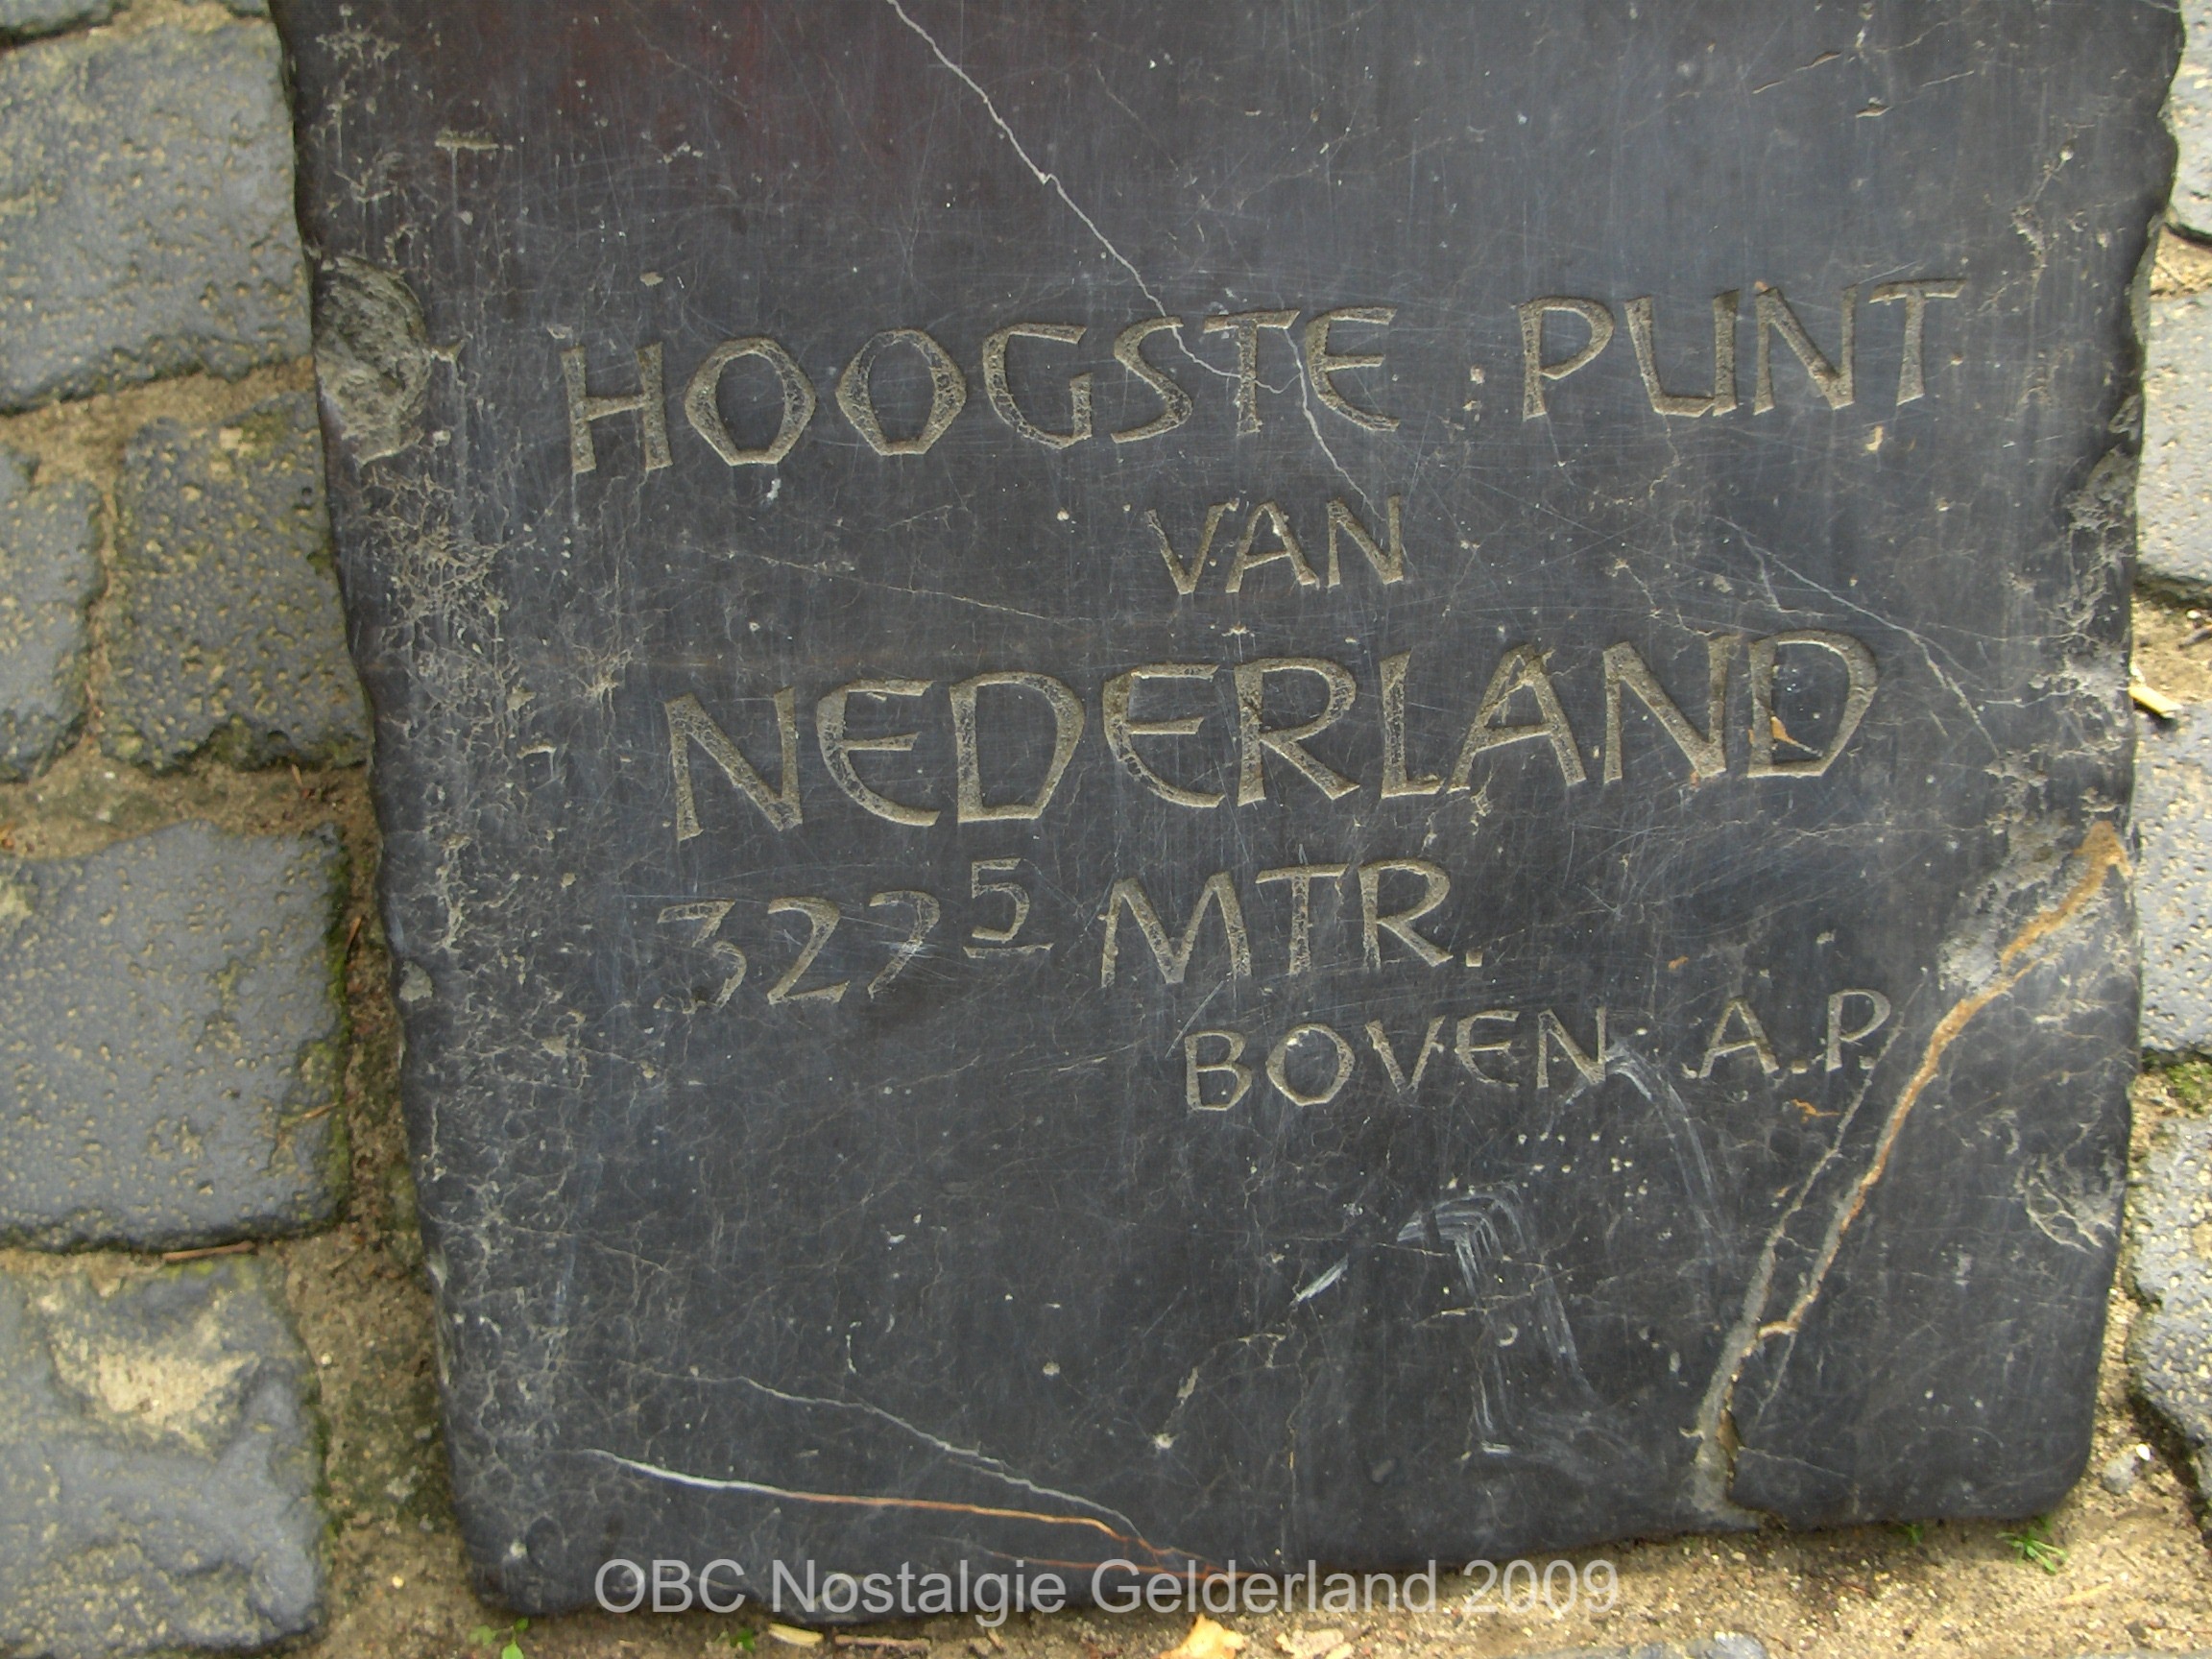 HOOGSTE PUNT
VAN
NEDERLAND
322⁵ MTR.
BOVEN A.P.
OBC Nostalgie Gelderland 2009